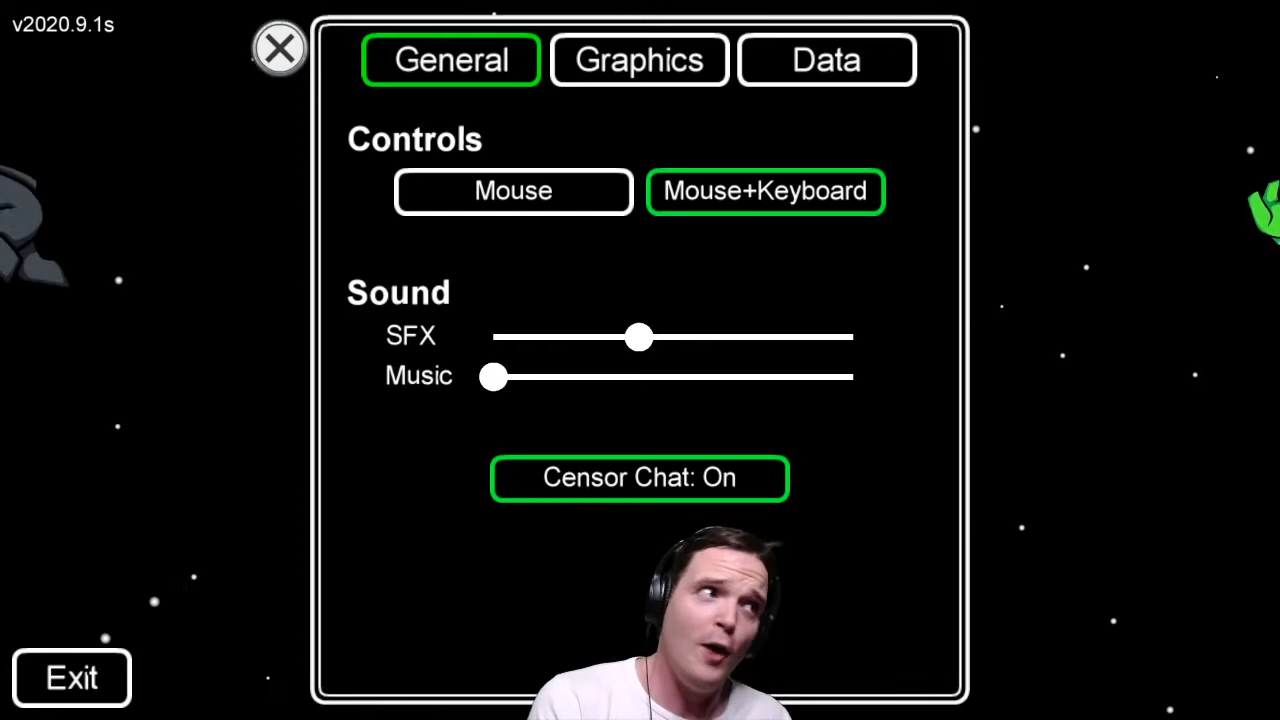 v2020.9.1s
General
Graphics
Data
Controls
Mouse
Mouse+Keyboard
Sound
SFX
Music
Censor Chat: On
Exit